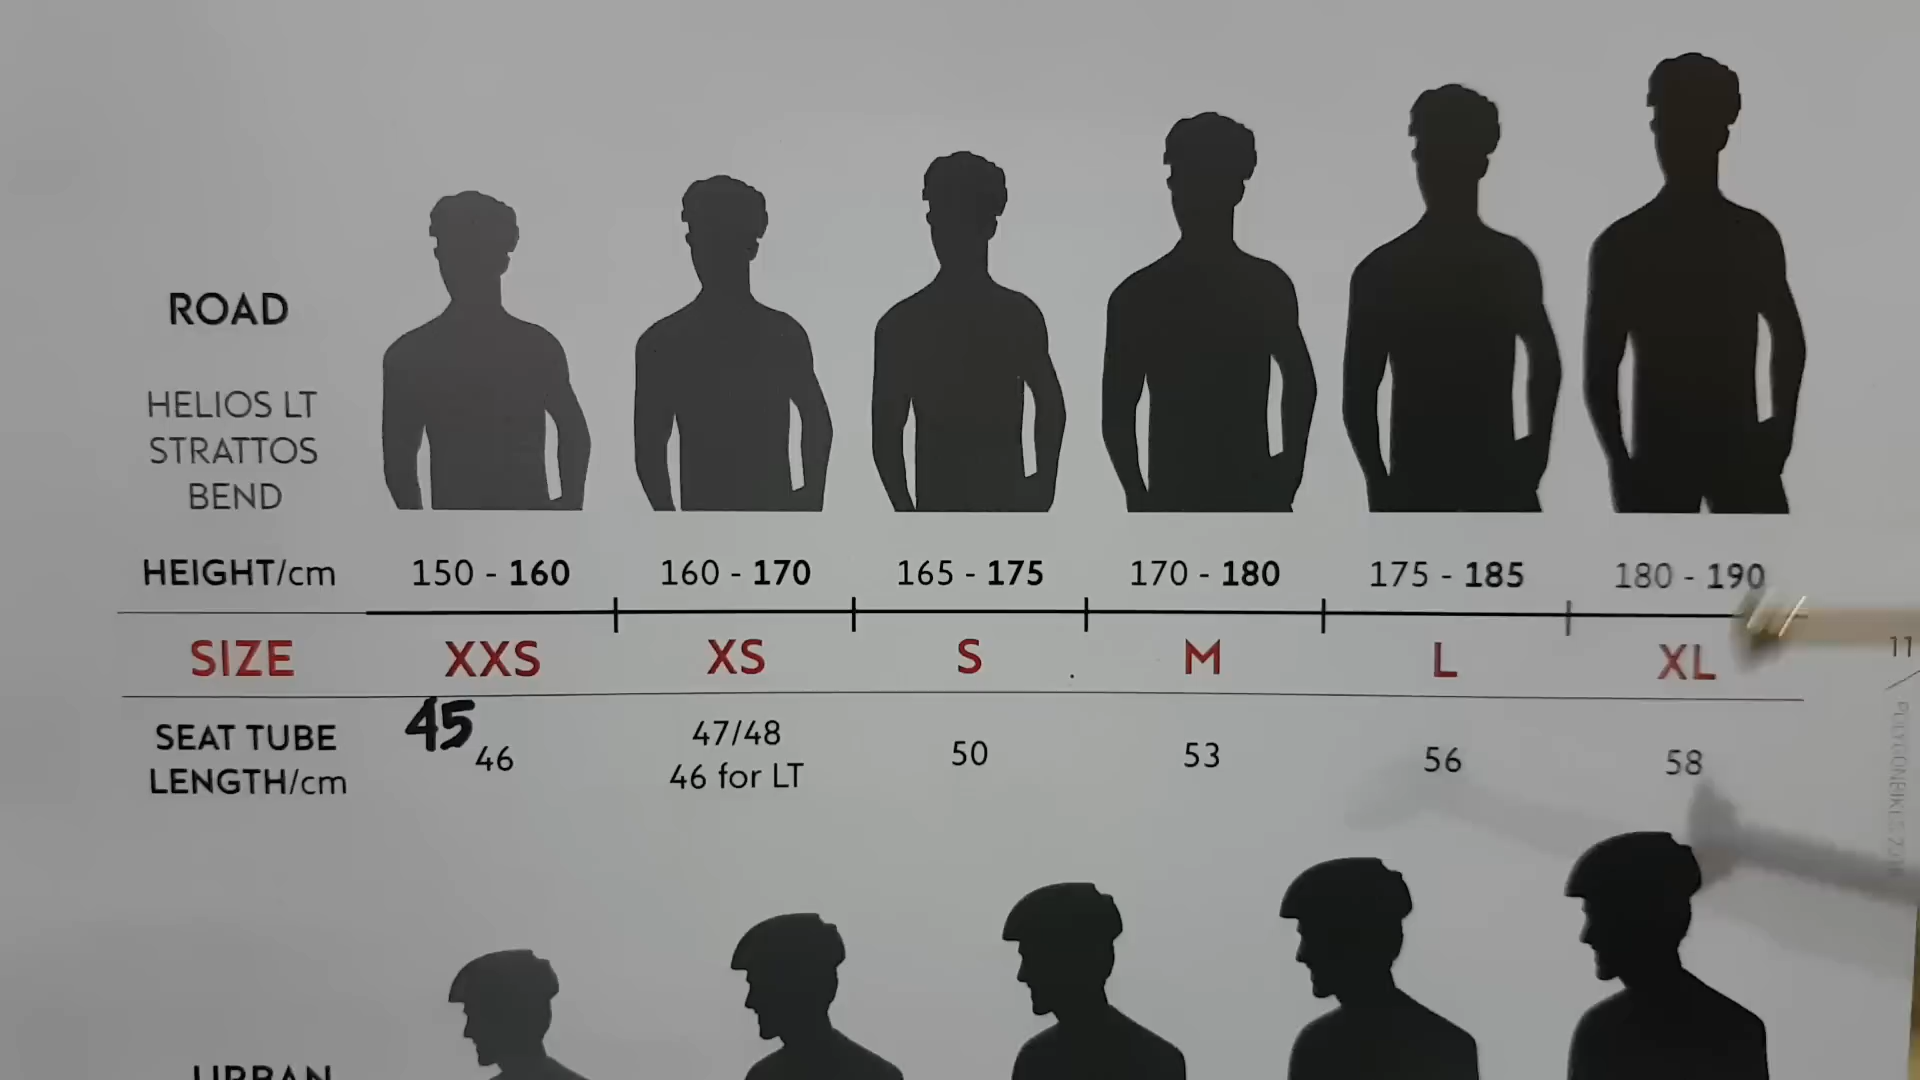 ROAD
HELIOS LT
STRATTOS
BEND
HEIGHT/cm 150 - 160 160 - 170 165 - 175 170 - 180 175 - 185 180 - 190
SIZE XXS XS S M L XL
SEAT TUBE
LENGTH/cm
45
46
47/48
46 for LT
50
53
56
58
11
URBAN